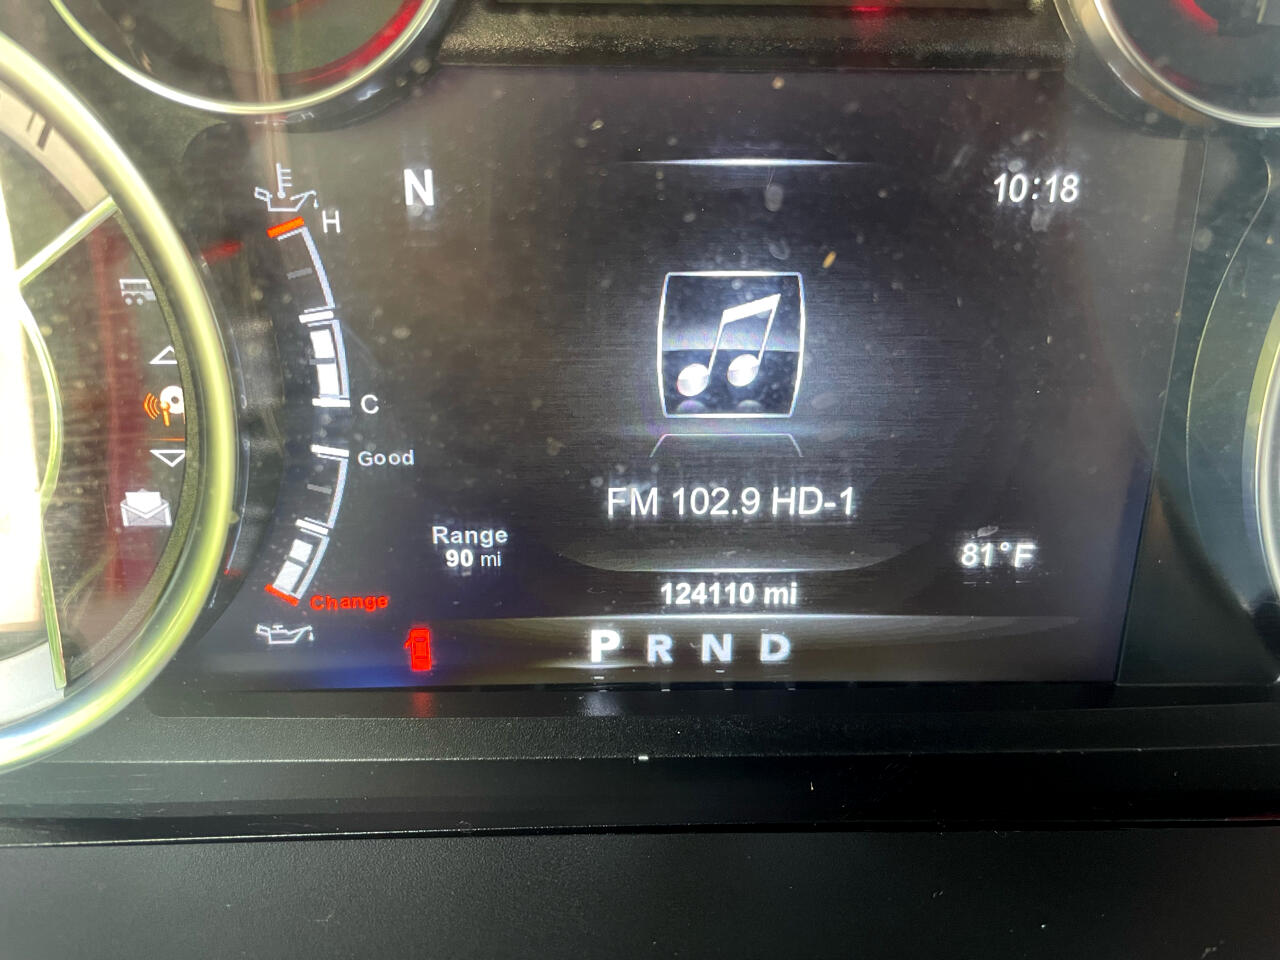 N
10:18
H
C
Good
FM 102.9 HD-1
Range
90 mi
81°F
124110 mi
Change
P R N D